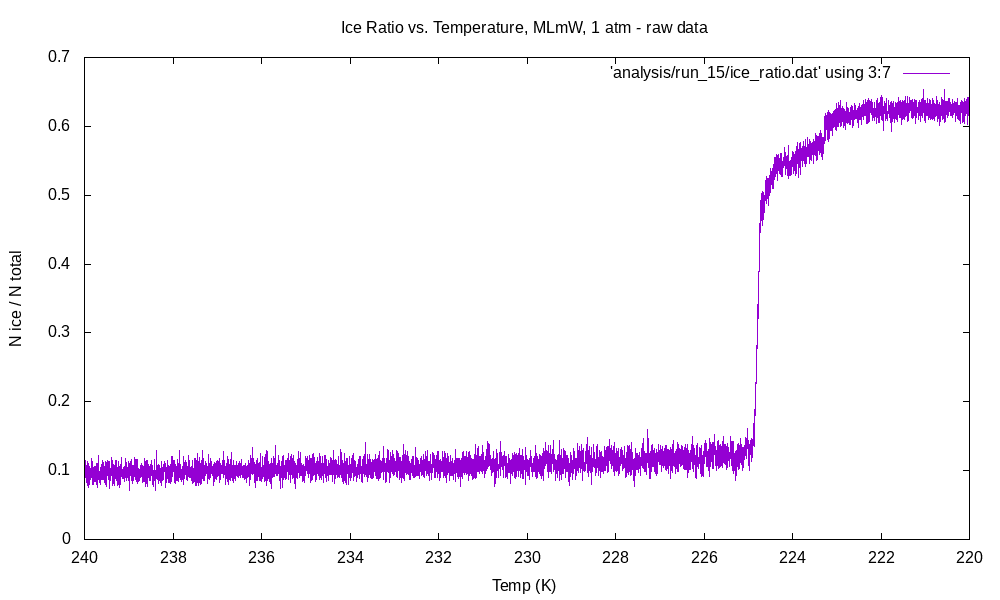 Ice Ratio vs. Temperature, MLmW, 1 atm - raw data
'analysis/run_15/ice_ratio.dat' using 3:7
0.7
0.6
0.5
0.4
0.3
0.2
0.1
0
N ice / N total
240 238 236 234 232 230 228 226 224 222 220
Temp (K)